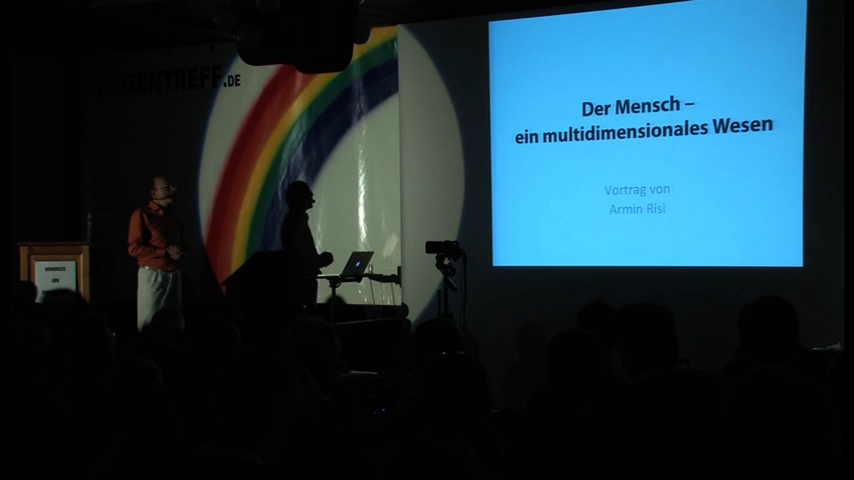 REGENTREFF.DE
Der Mensch –
ein multidimensionales Wesen
Vortrag von
Armin Risi